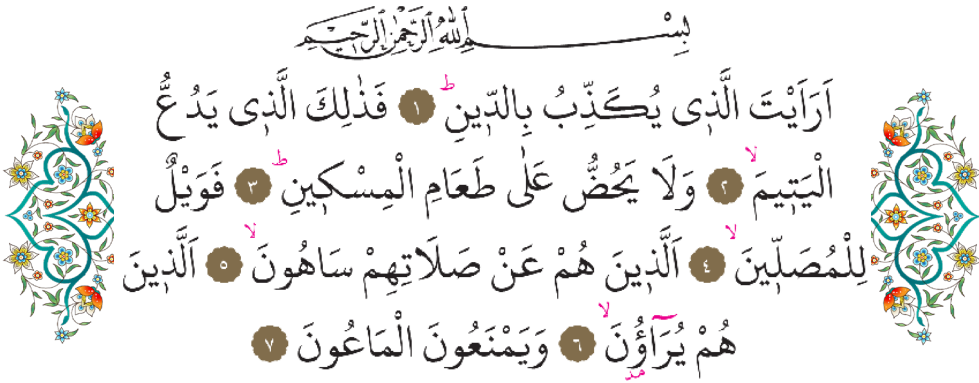 بِسْمِ اللّٰهِ الرَّحْمٰنِ الرَّحٖيمِ
اَرَاَيْتَ الَّذٖى يُكَذِّبُ بِالدّٖينِؕ ﴿١﴾ فَذٰلِكَ الَّذٖى يَدُعُّ
الْيَتٖيمَۙ ﴿٢﴾ وَلَا يَحُضُّ عَلٰى طَعَامِ الْمِسْكٖينِؕ ﴿٣﴾ فَوَيْلٌ
لِلْمُصَلّٖينَۙ ﴿٤﴾ اَلَّذٖينَ هُمْ عَنْ صَلَاتِهِمْ سَاهُونَۙ ﴿٥﴾ اَلَّذٖينَ
هُمْ يُرَٓاؤُ۫نَۙ ﴿٦﴾ وَيَمْنَعُونَ الْمَاعُونَ ﴿٧﴾
مد